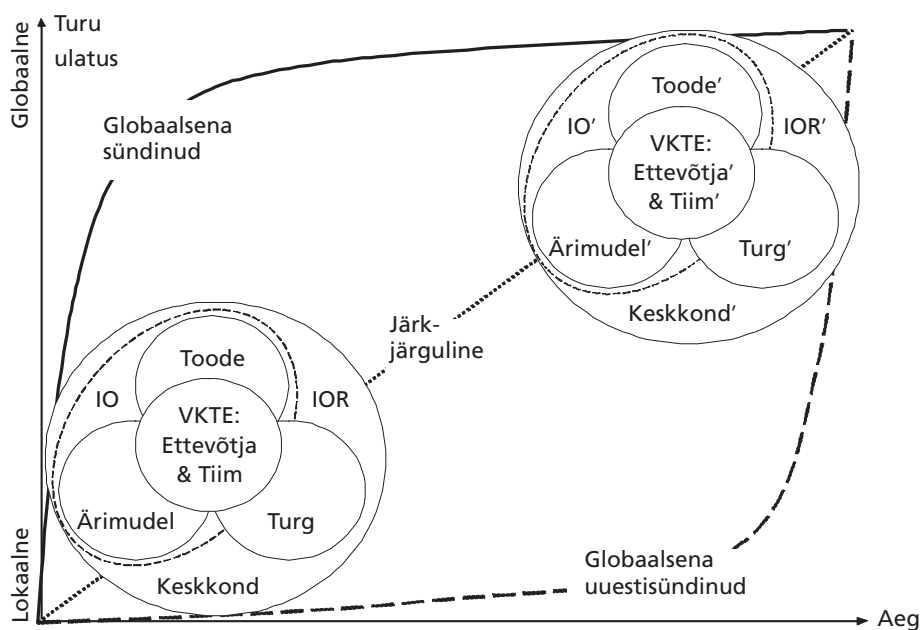 Globaalne
Turu
ulatus
Globaalsena
sündinud
Toode’
IO’
IOR’
VKTE:
Ettevõtja’
& Tiim’
Ärimudel’
Turg’
Keskkond’
Järk-
järguline
Toode
IO
IOR
VKTE:
Ettevõtja
& Tiim
Ärimudel
Turg
Keskkond
Globaalsena
uuestisündinud
Lokaalne
Aeg